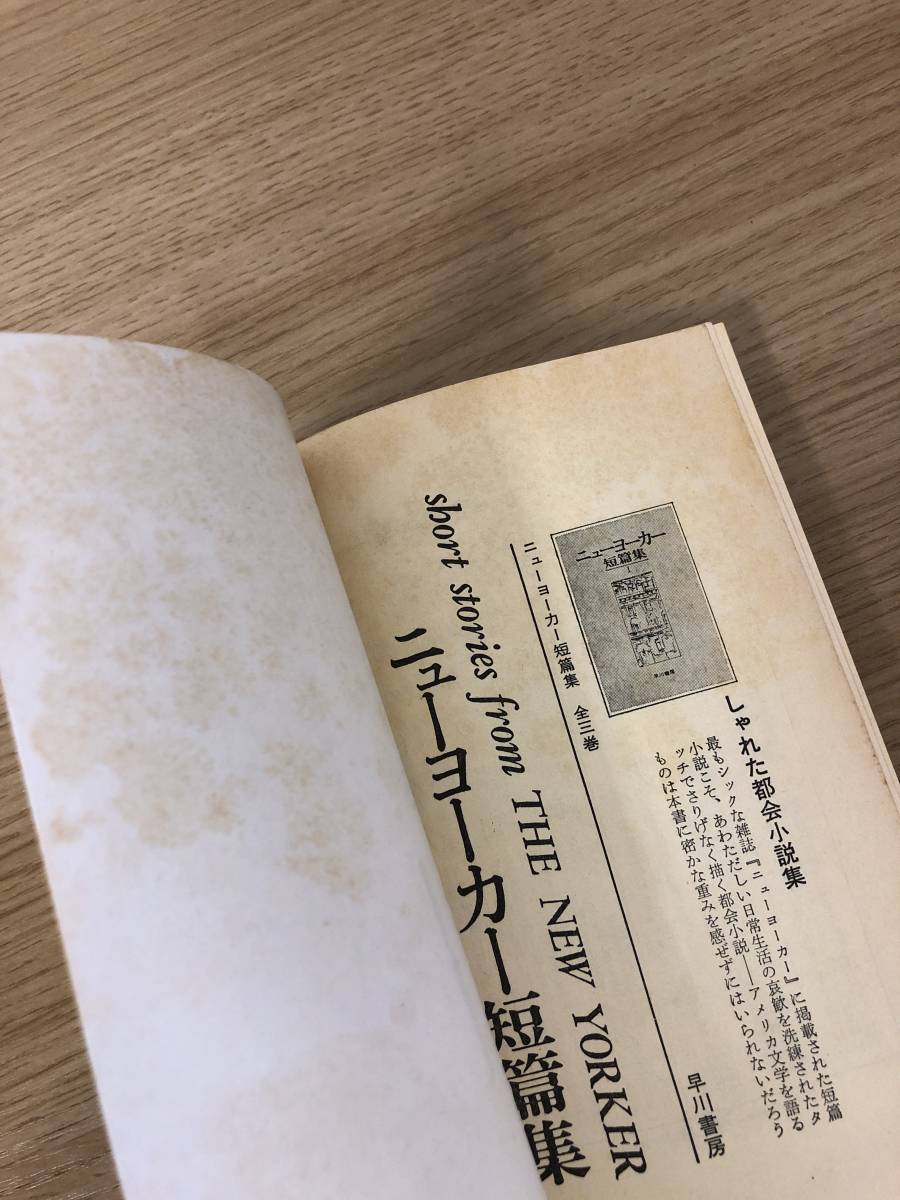 ニューヨーカー
短篇集
1
早川書房
しゃれた都会小説集
最もシックな雑誌『ニューヨーカー』に掲載された短篇
小説こそ、あわただしい日常生活の哀歓を洗練されたタ
ッチでさりげなく描く都会小説――アメリカ文学を語る
ものは本書に密かな重みを感ぜずにはいられないだろう
ニューヨーカー短篇集 全三巻
早川書房
short stories from THE NEW YORKER
ニューヨーカー短篇集